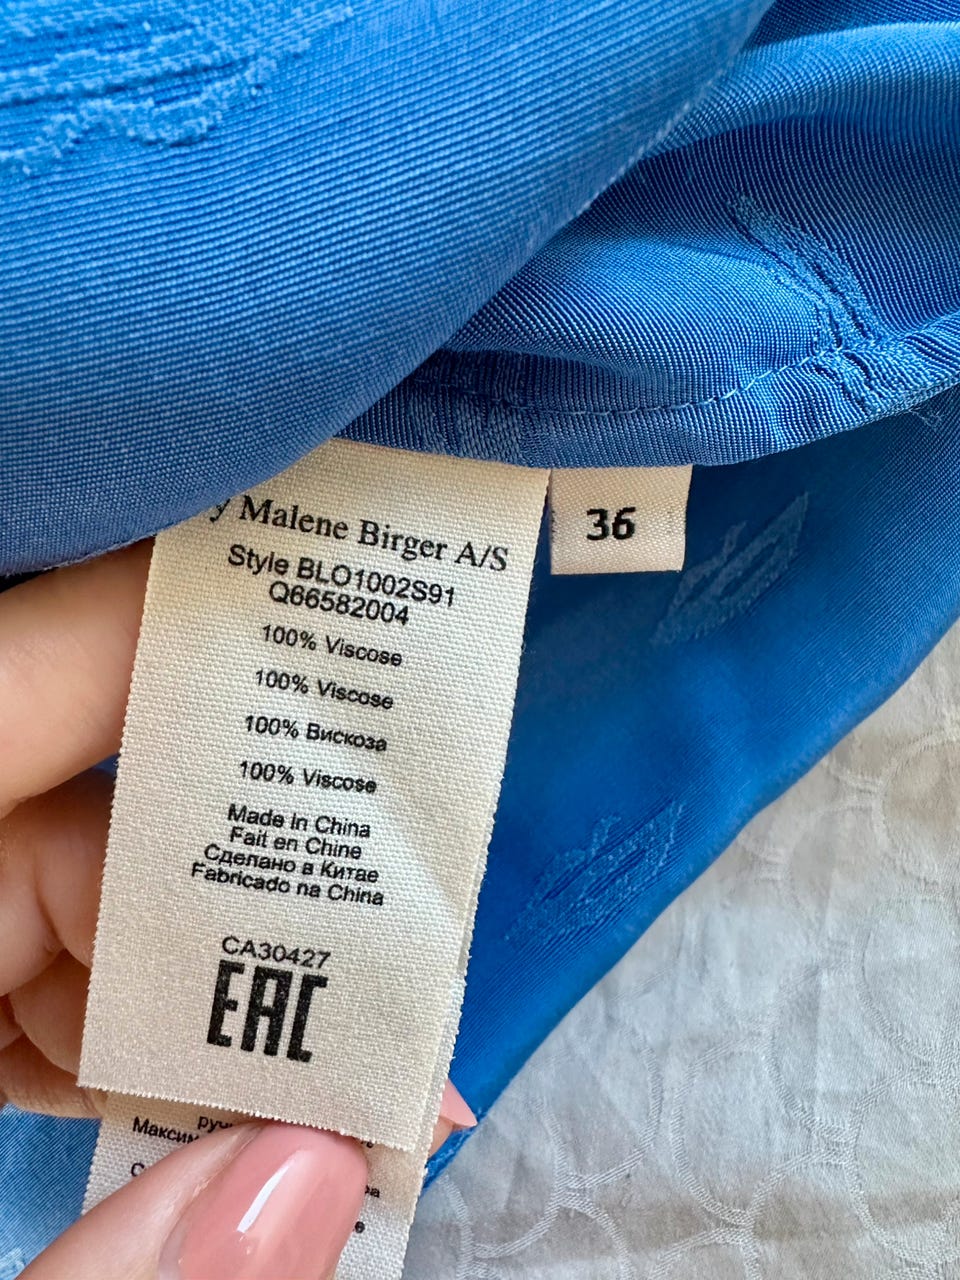 y Malene Birger A/S
36
Style BLO1002S91
Q66582004
100% Viscose
100% Viscose
100% Вискоза
100% Viscose
Made in China
Fait en Chine
Сделано в Китае
Fabricado na China
CA30427
EAC